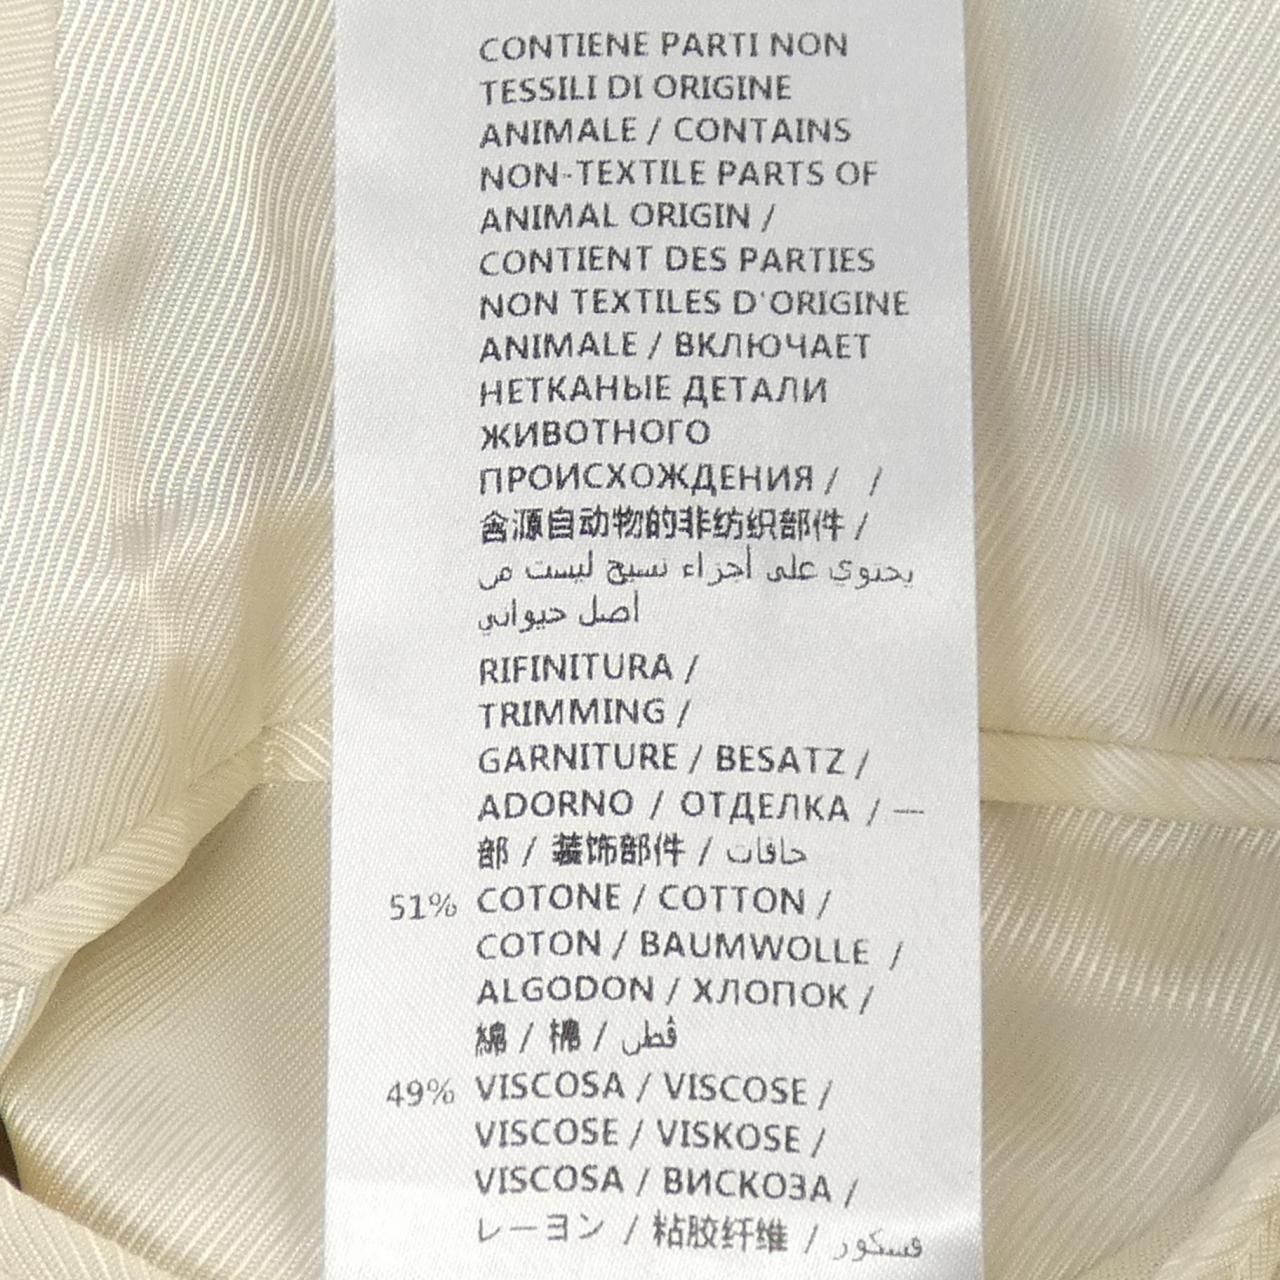 CONTIENE PARTI NON
TESSILI DI ORIGINE
ANIMALE / CONTAINS
NON-TEXTILE PARTS OF
ANIMAL ORIGIN /
CONTIENT DES PARTIES
NON TEXTILES D'ORIGINE
ANIMALE / ВКЛЮЧАЕТ
НЕТКАНЫЕ ДЕТАЛИ
ЖИВОТНОГО
ПРОИСХОЖДЕНИЯ / /
含源自动物的非纺织部件 /
يحتوي على أجزاء نسيج ليست من
أصل حيواني
RIFINITURA /
TRIMMING /
GARNITURE / BESATZ /
ADORNO / ОТДЕЛКА / 一
部 / 装饰部件 / حافات
51% COTONE / COTTON /
COTON / BAUMWOLLE /
ALGODON / ХЛОПОК /
綿 / 棉 / قطن
49% VISCOSA / VISCOSE /
VISCOSE / VISKOSE /
VISCOSA / ВИСКОЗА /
レーヨン / 粘胶纤维 / فسكور